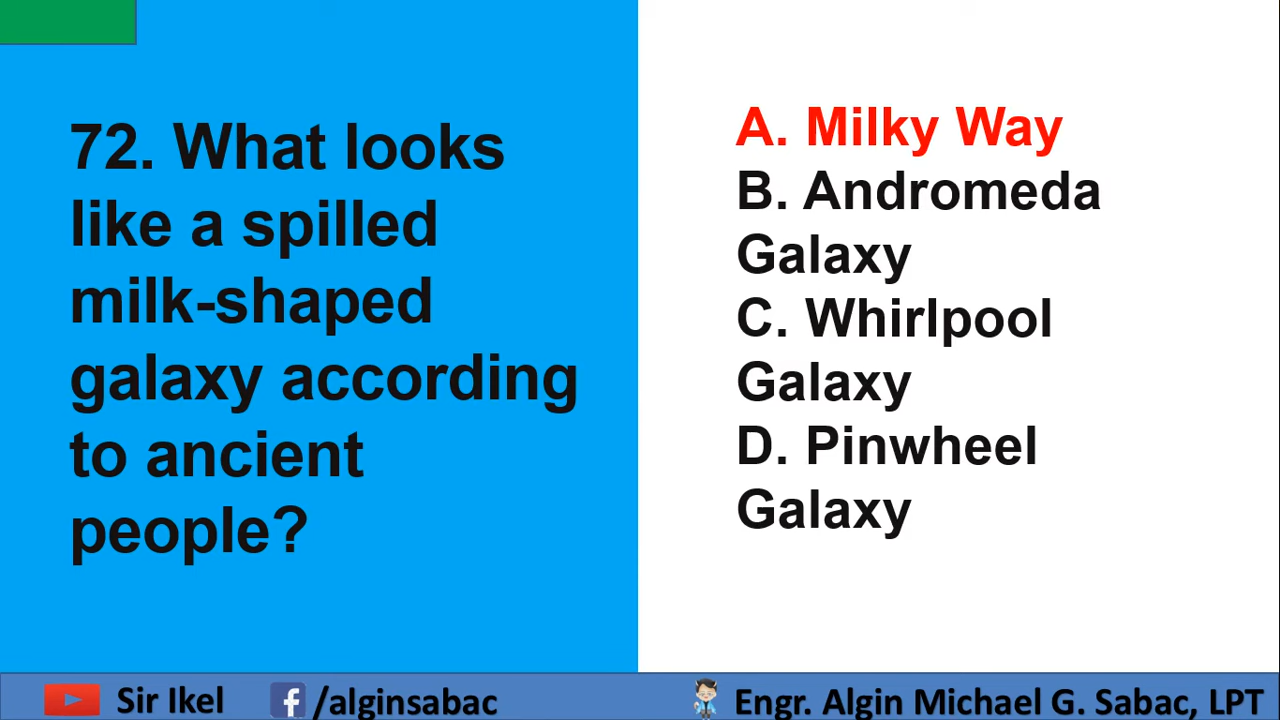 72. What looks
like a spilled
milk-shaped
galaxy according
to ancient
people?
A. Milky Way
B. Andromeda
Galaxy
C. Whirlpool
Galaxy
D. Pinwheel
Galaxy
Sir Ikel
/alginsabac
Engr. Algin Michael G. Sabac, LPT